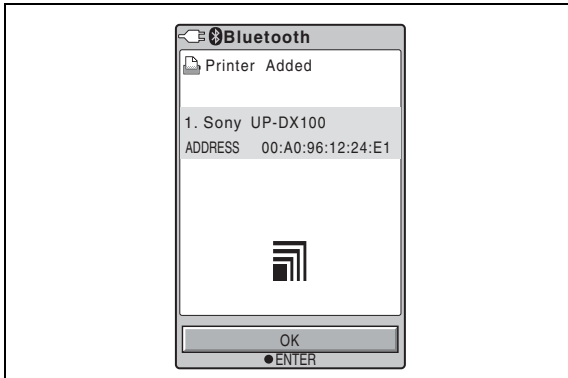 Bluetooth
Printer Added
1. Sony UP-DX100
ADDRESS 00:A0:96:12:24:E1
OK
●ENTER